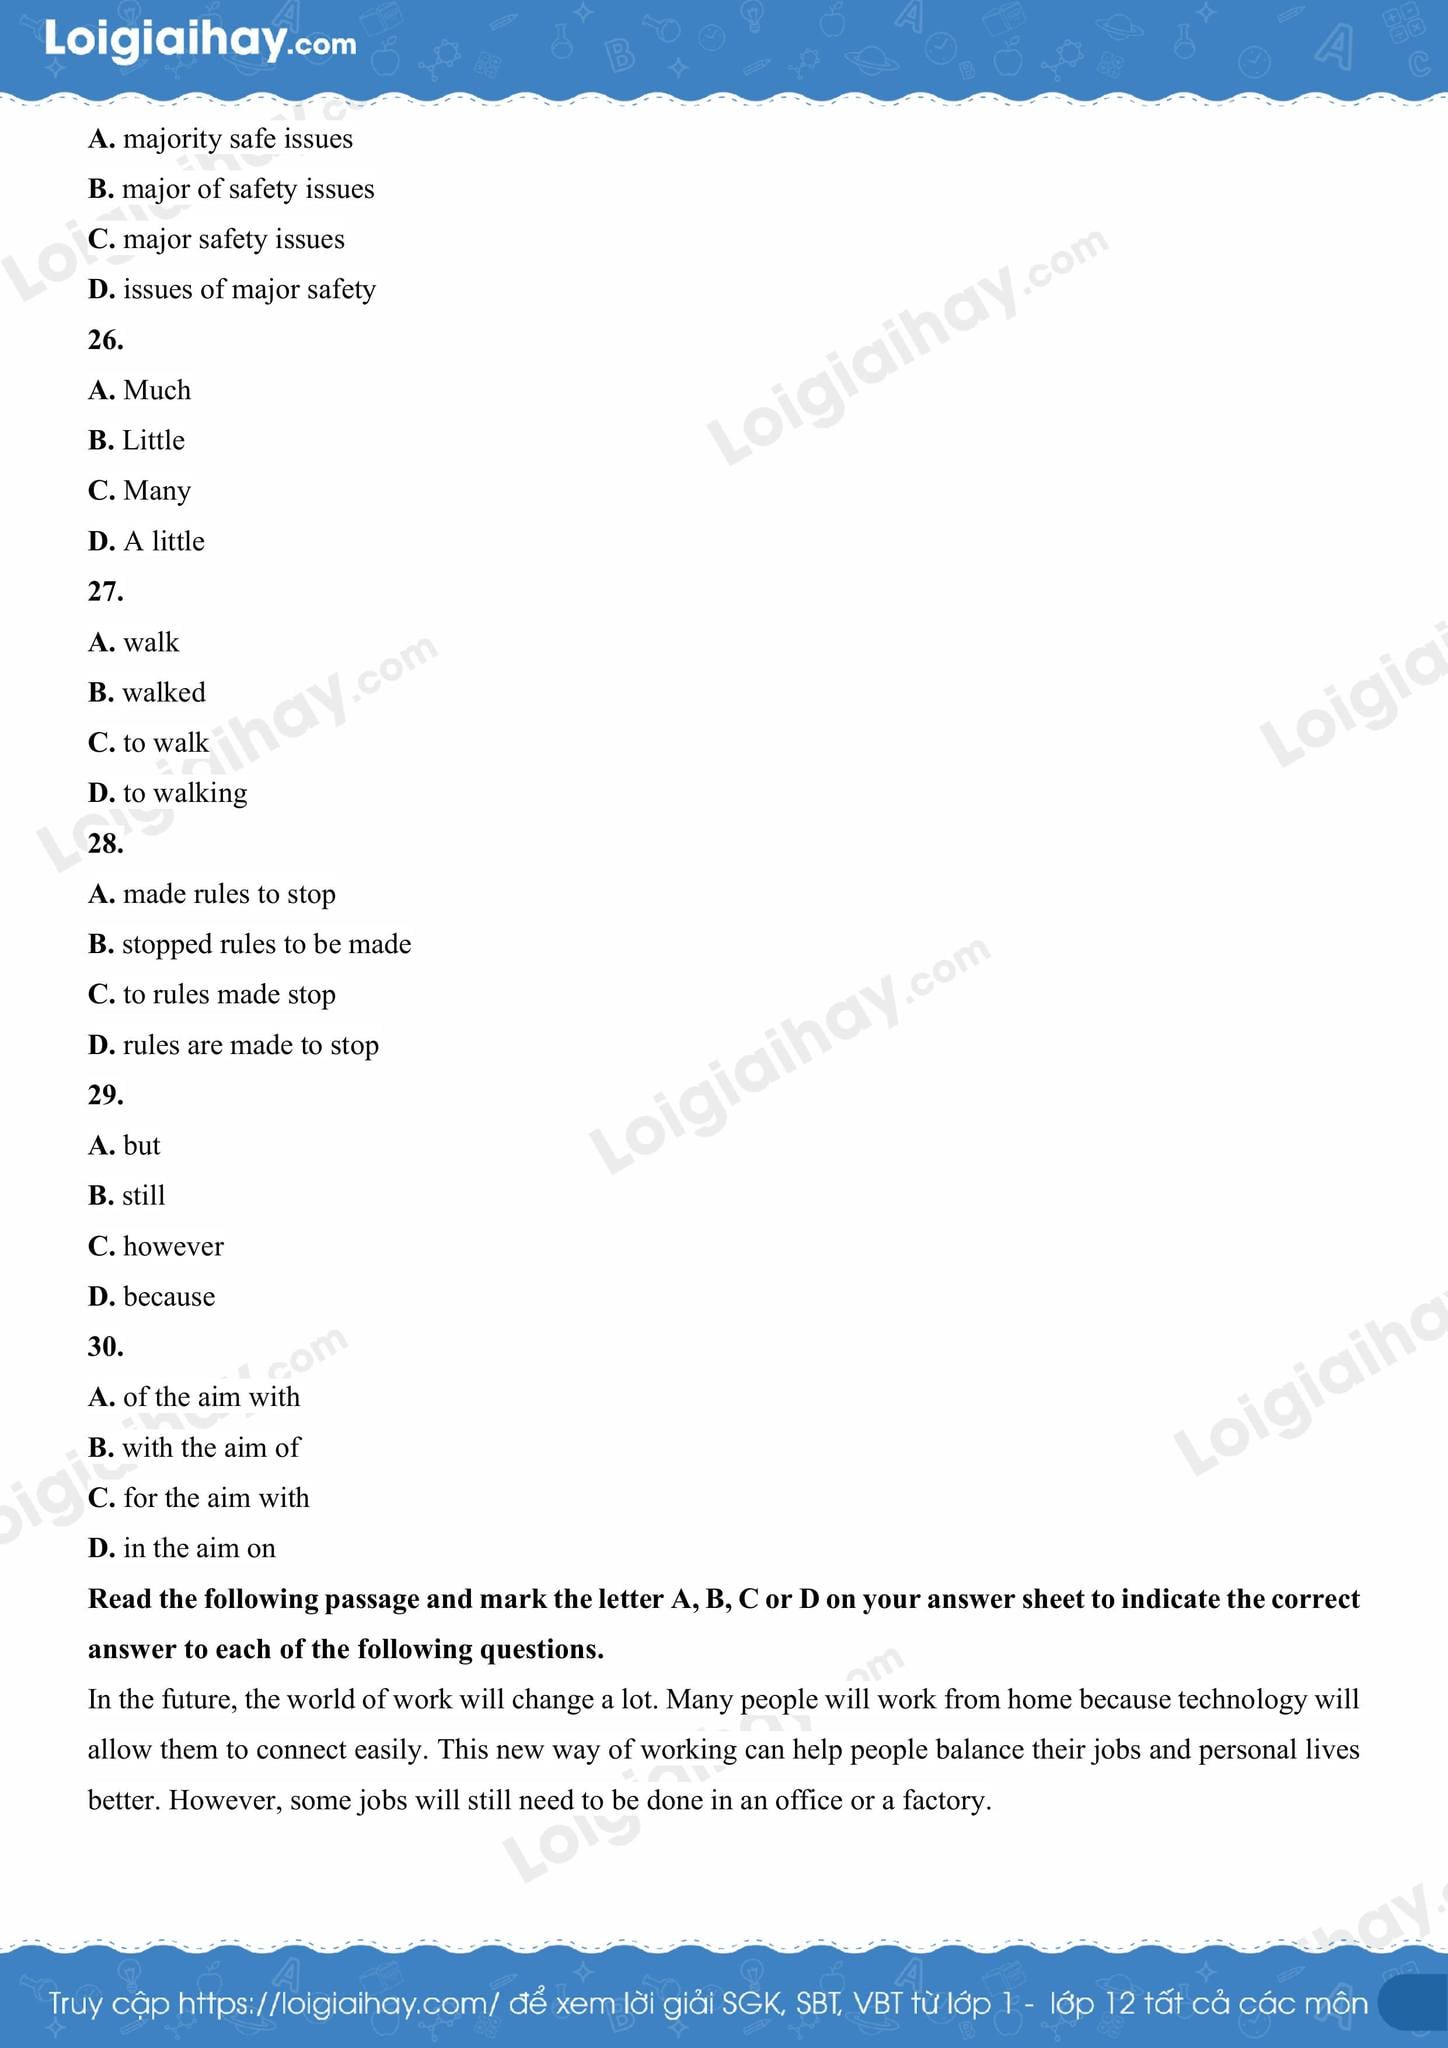 Loigiaihay.com
A. majority safe issues
B. major of safety issues
C. major safety issues
D. issues of major safety
26.
A. Much
B. Little
C. Many
D. A little
27.
A. walk
B. walked
C. to walk
D. to walking
28.
A. made rules to stop
B. stopped rules to be made
C. to rules made stop
D. rules are made to stop
29.
A. but
B. still
C. however
D. because
30.
A. of the aim with
B. with the aim of
C. for the aim with
D. in the aim on
Read the following passage and mark the letter A, B, C or D on your answer sheet to indicate the correct
answer to each of the following questions.
In the future, the world of work will change a lot. Many people will work from home because technology will
allow them to connect easily. This new way of working can help people balance their jobs and personal lives
better. However, some jobs will still need to be done in an office or a factory.
Truy cập https://loigiaihay.com/ để xem lời giải SGK, SBT, VBT từ lớp 1 - lớp 12 tất cả các môn